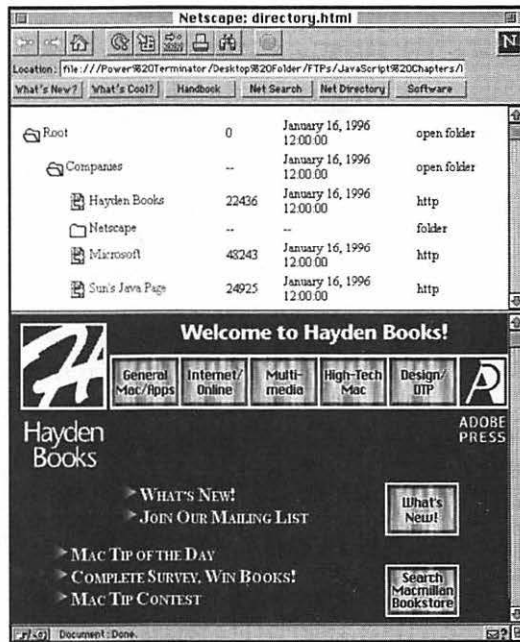 Netscape: directory.html
N
Location: file:///Power%20Terminator/Desktop%20Folder/FTPs/JavaScript%20Chapters/
What's New? What's Cool? Handbook Net Search Net Directory Software
Root 0 January 16, 1996 12:00:00 open folder
Companies -- January 16, 1996 12:00:00 open folder
Hayden Books 22436 January 16, 1996 12:00:00 http
Netscape -- -- folder
Microsoft 48243 January 16, 1996 12:00:00 http
Sun's Java Page 24925 January 16, 1996 12:00:00 http
Welcome to Hayden Books!
General Mac/Apps Internet/Online Multi-media High-Tech Mac Design/DTP
Hayden Books
ADOBE PRESS
WHAT'S NEW!
JOIN OUR MAILING LIST
What's New!
MAC TIP OF THE DAY
COMPLETE SURVEY, WIN BOOKS!
MAC TIP CONTEST
Search Macmillan Bookstore
Document: Done.